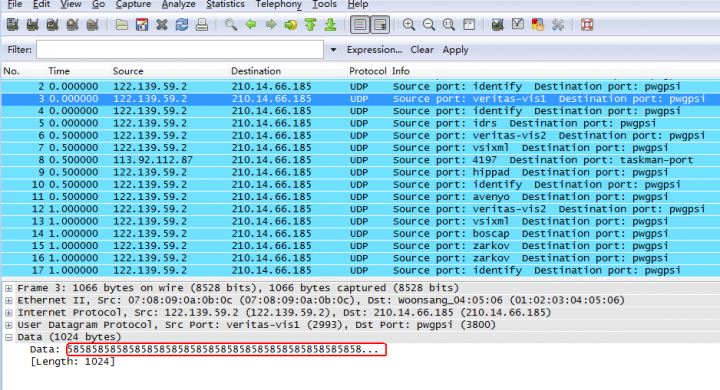 File Edit View Go Capture Analyze Statistics Telephony Tools Help
Filter: Expression... Clear Apply
No. Time Source Destination Protocol Info
2 0.000000 122.139.59.2 210.14.66.185 UDP Source port: identify Destination port: pwgpsi
3 0.000000 122.139.59.2 210.14.66.185 UDP Source port: veritas-vis1 Destination port: pwgpsi
4 0.000000 122.139.59.2 210.14.66.185 UDP Source port: identify Destination port: pwgpsi
5 0.000000 122.139.59.2 210.14.66.185 UDP Source port: idrs Destination port: pwgpsi
6 0.500000 122.139.59.2 210.14.66.185 UDP Source port: veritas-vis2 Destination port: pwgpsi
7 0.500000 122.139.59.2 210.14.66.185 UDP Source port: vsixml Destination port: pwgpsi
8 0.500000 113.92.112.87 210.14.66.185 UDP Source port: 4197 Destination port: taskman-port
9 0.500000 122.139.59.2 210.14.66.185 UDP Source port: hippad Destination port: pwgpsi
10 0.500000 122.139.59.2 210.14.66.185 UDP Source port: identify Destination port: pwgpsi
11 0.500000 122.139.59.2 210.14.66.185 UDP Source port: avenyo Destination port: pwgpsi
12 1.000000 122.139.59.2 210.14.66.185 UDP Source port: veritas-vis2 Destination port: pwgpsi
13 1.000000 122.139.59.2 210.14.66.185 UDP Source port: vsixml Destination port: pwgpsi
14 1.000000 122.139.59.2 210.14.66.185 UDP Source port: boscap Destination port: pwgpsi
15 1.000000 122.139.59.2 210.14.66.185 UDP Source port: zarkov Destination port: pwgpsi
16 1.000000 122.139.59.2 210.14.66.185 UDP Source port: zarkov Destination port: pwgpsi
17 1.000000 122.139.59.2 210.14.66.185 UDP Source port: identify Destination port: pwgpsi
Frame 3: 1066 bytes on wire (8528 bits), 1066 bytes captured (8528 bits)
Ethernet II, Src: 07:08:09:0a:0b:0c (07:08:09:0a:0b:0c), Dst: Woonsang_04:05:06 (01:02:03:04:05:06)
Internet Protocol, Src: 122.139.59.2 (122.139.59.2), Dst: 210.14.66.185 (210.14.66.185)
User Datagram Protocol, Src Port: veritas-vis1 (2993), Dst Port: pwgpsi (3800)
Data (1024 bytes)
Data: 585858585858585858585858585858585858585858585858...
[Length: 1024]